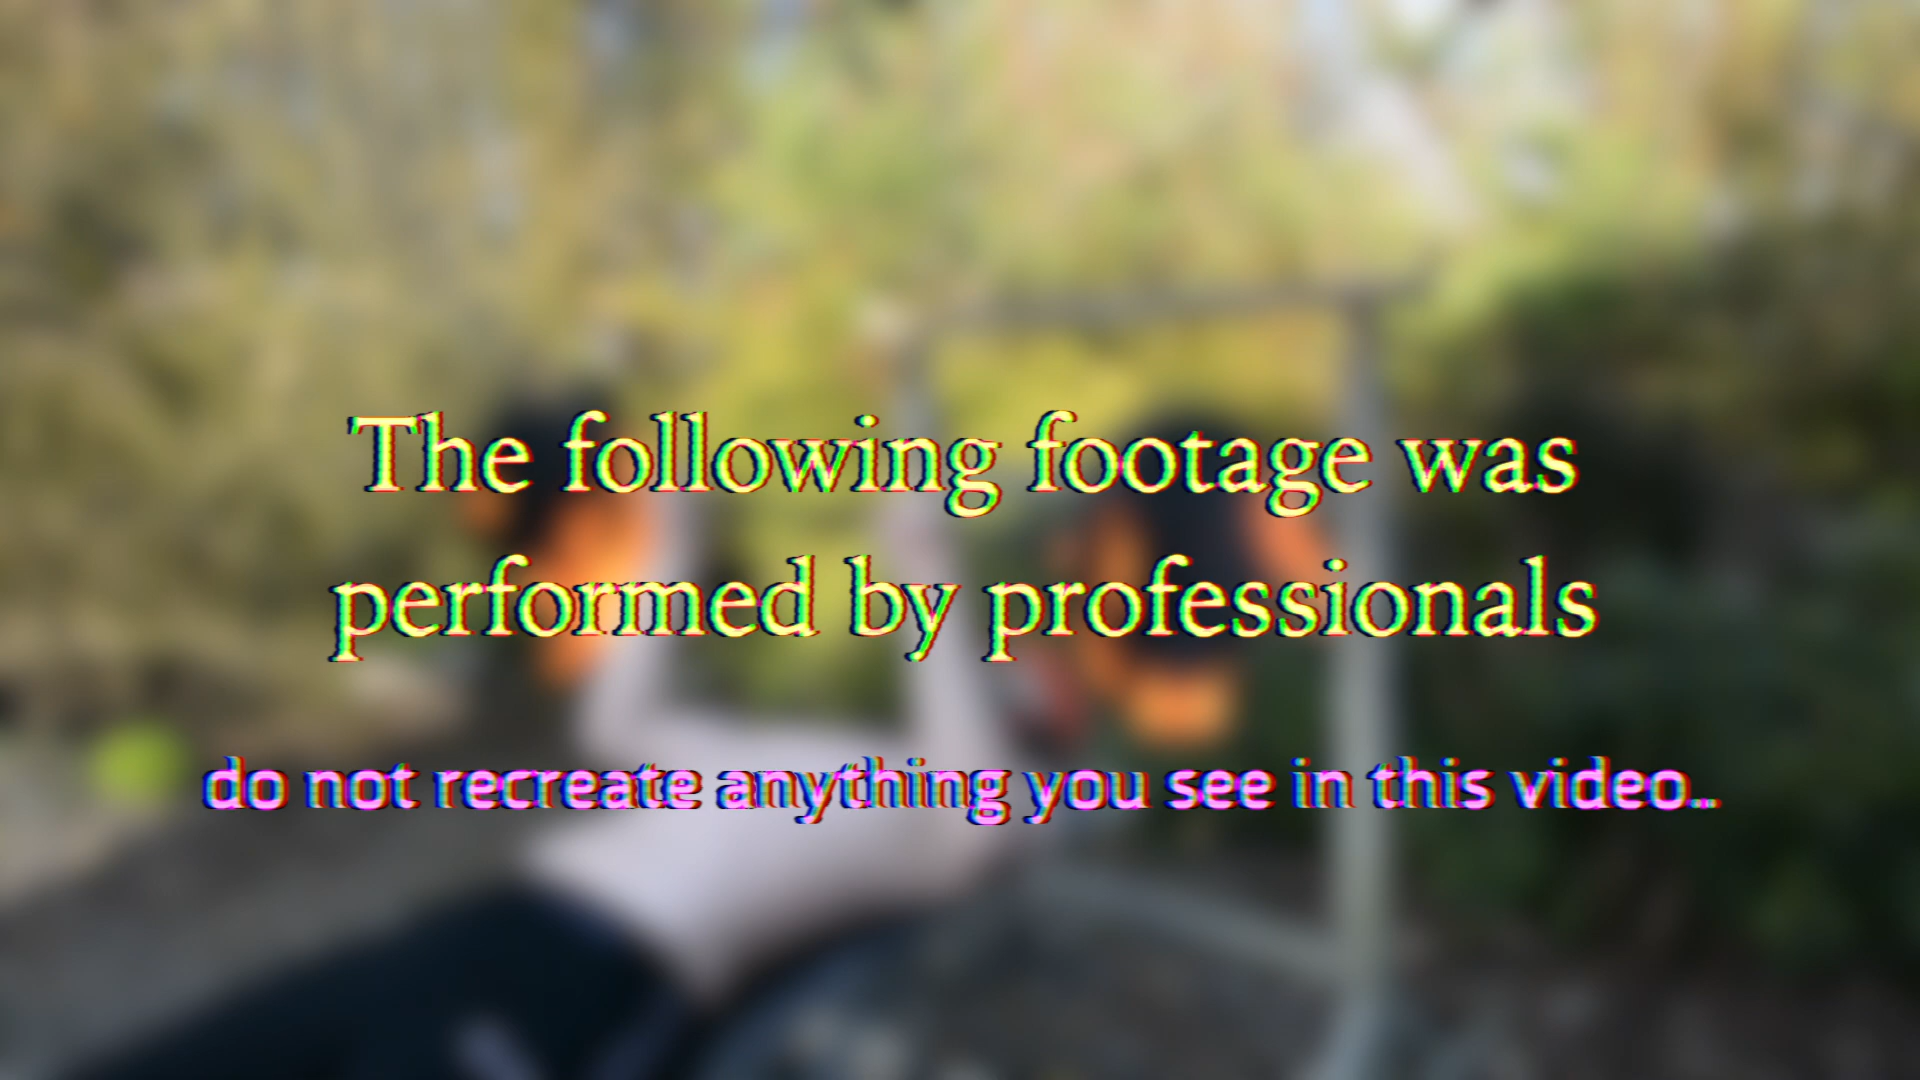 The following footage was
performed by professionals
do not recreate anything you see in this video..